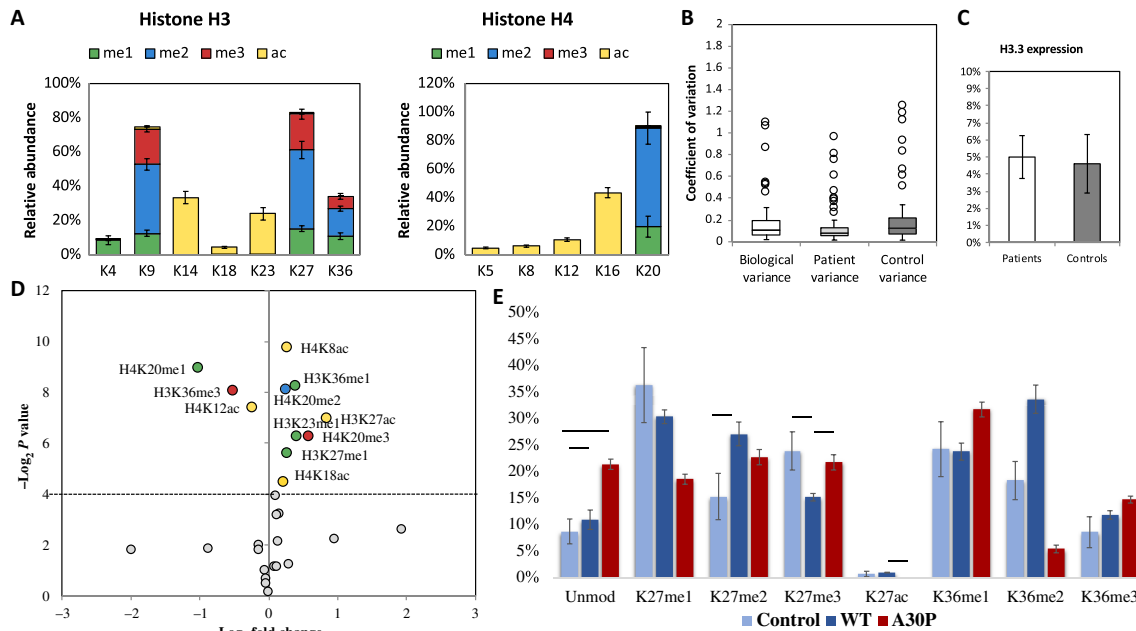 A
Histone H3
me1 me2 me3 ac
Relative abundance
100%
80%
60%
40%
20%
0%
K4 K9 K14 K18 K23 K27 K36
Histone H4
me1 me2 me3 ac
Relative abundance
120%
100%
80%
60%
40%
20%
0%
K5 K8 K12 K16 K20
B
Coefficient of variation
2
1.8
1.6
1.4
1.2
1
0.8
0.6
0.4
0.2
0
Biological variance
Patient variance
Control variance
C
H3.3 expression
10%
9%
8%
7%
6%
5%
4%
3%
2%
1%
0%
Patients Controls
D
–Log2 P value
12
10
8
6
4
2
0
H4K8ac
H4K20me1
H3K36me1
H3K36me3
H4K20me2
H4K12ac
H3K27ac
H3K23me1
H4K20me3
H3K27me1
H4K18ac
–3 –2 –1 0 1 2 3
E
50%
45%
40%
35%
30%
25%
20%
15%
10%
5%
0%
Unmod K27me1 K27me2 K27me3 K27ac K36me1 K36me2 K36me3
Control WT A30P